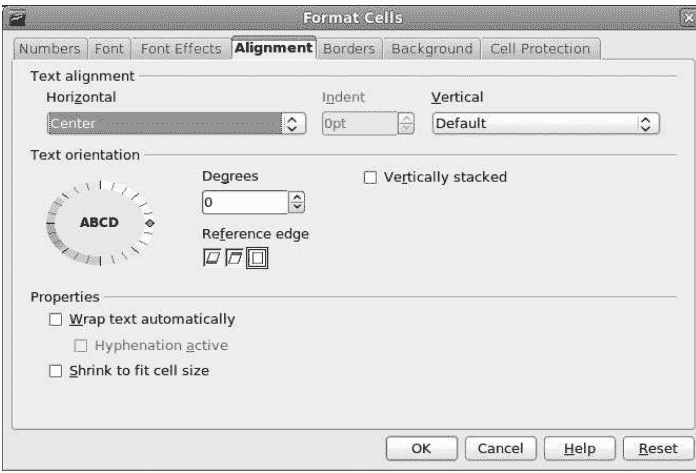 Format Cells
Numbers Font Font Effects Alignment Borders Background Cell Protection
Text alignment
Horizontal Indent Vertical
Center 0pt Default
Text orientation
Degrees Vertically stacked
0
ABCD
Reference edge
Properties
Wrap text automatically
Hyphenation active
Shrink to fit cell size
OK Cancel Help Reset